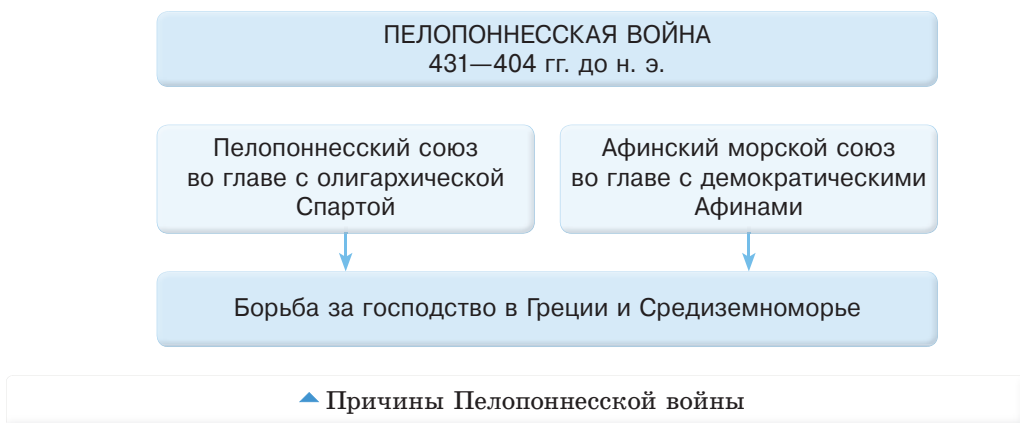 ПЕЛОПОННЕССКАЯ ВОЙНА
431—404 гг. до н. э.
Пелопоннесский союз
во главе с олигархической
Спартой
Афинский морской союз
во главе с демократическими
Афинами
Борьба за господство в Греции и Средиземноморье
Причины Пелопоннесской войны